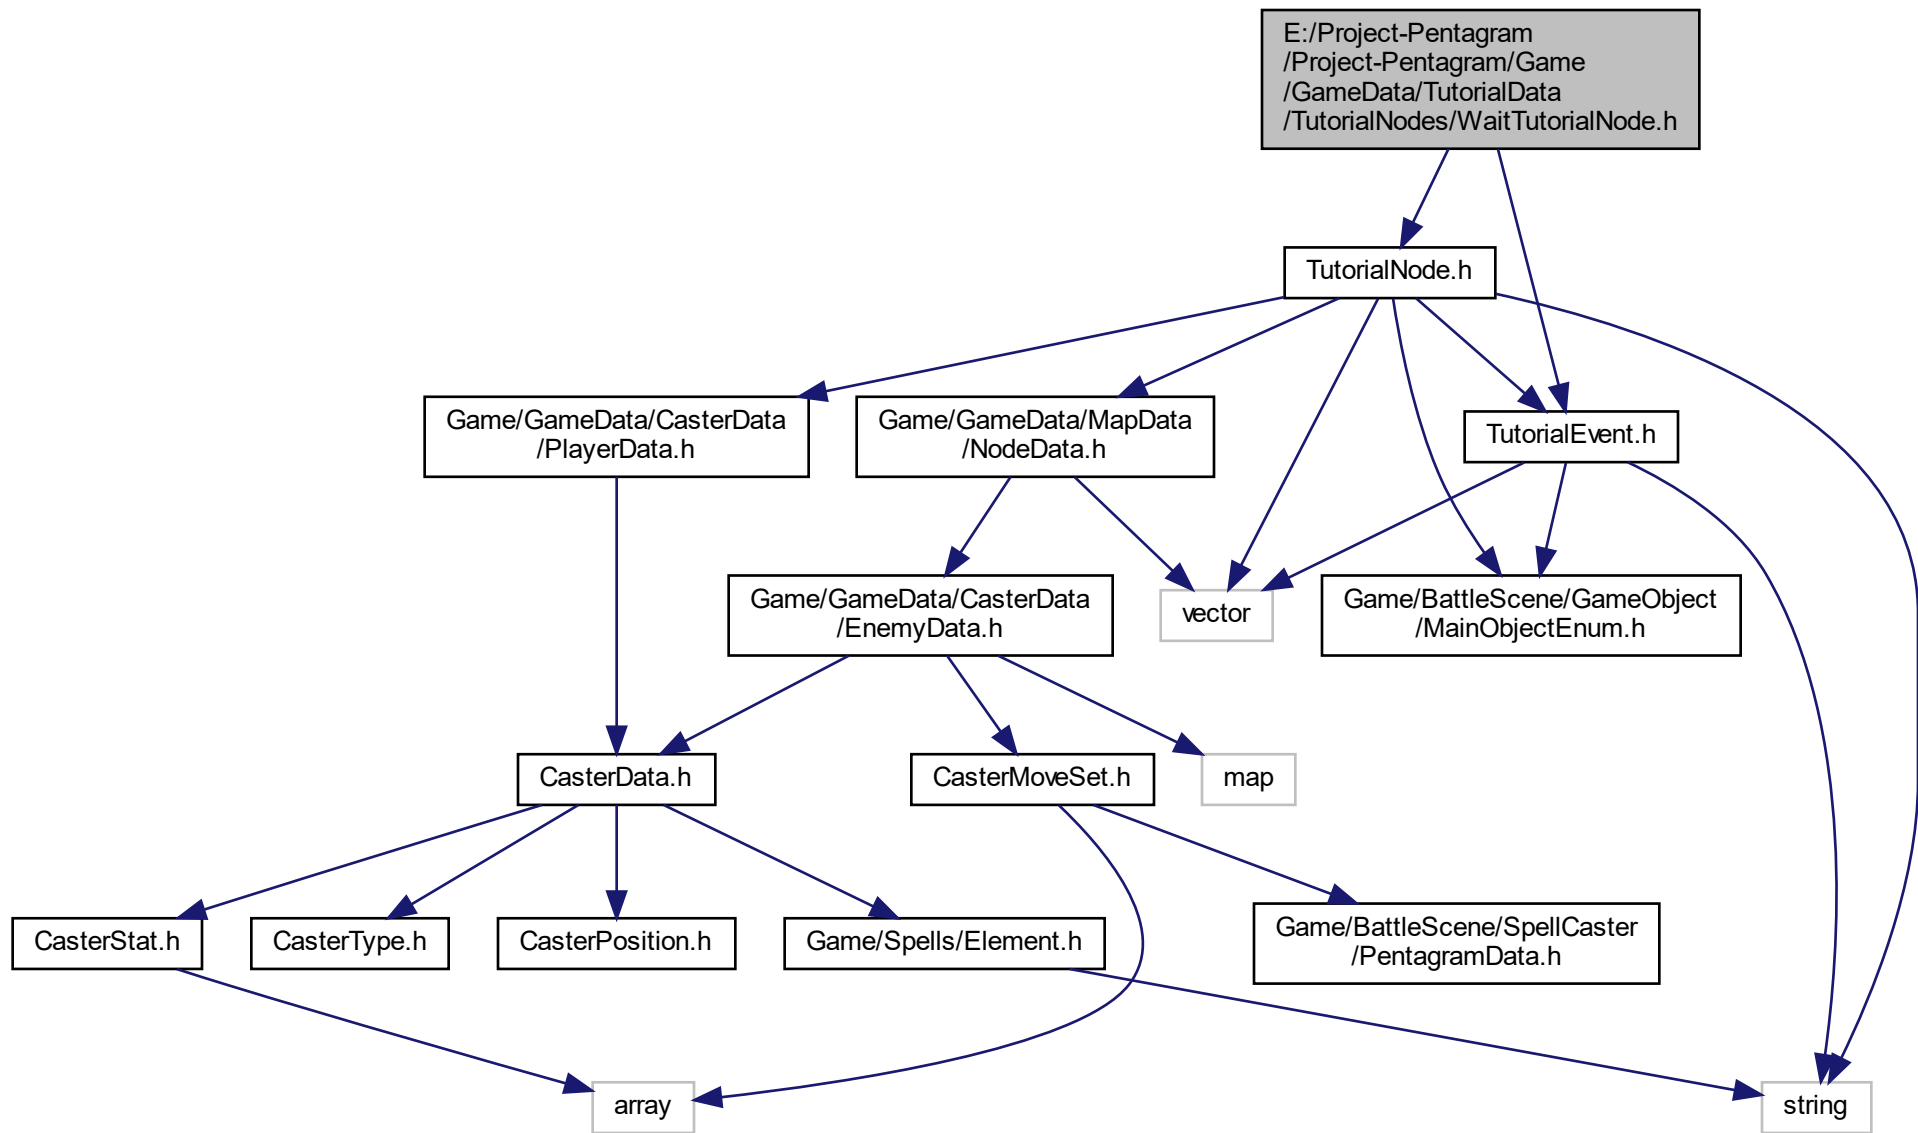 E:/Project-Pentagram
/Project-Pentagram/Game
/GameData/TutorialData
/TutorialNodes/WaitTutorialNode.h
TutorialNode.h
Game/GameData/CasterData
/PlayerData.h
Game/GameData/MapData
/NodeData.h
TutorialEvent.h
Game/GameData/CasterData
/EnemyData.h
vector
Game/BattleScene/GameObject
/MainObjectEnum.h
CasterData.h
CasterMoveSet.h
map
CasterStat.h
CasterType.h
CasterPosition.h
Game/Spells/Element.h
Game/BattleScene/SpellCaster
/PentagramData.h
array
string